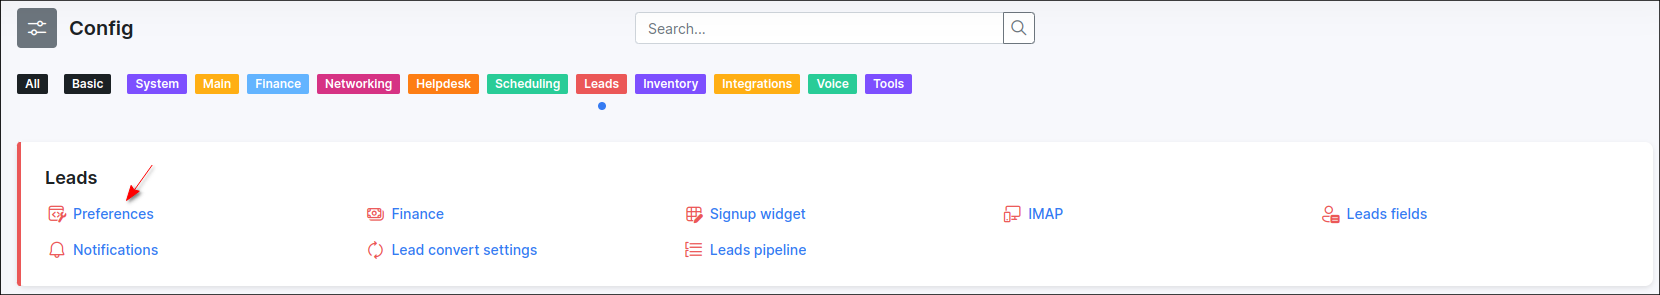 Config
Search...
All Basic System Main Finance Networking Helpdesk Scheduling Leads Inventory Integrations Voice Tools
Leads
Preferences Finance Signup widget IMAP Leads fields
Notifications Lead convert settings Leads pipeline